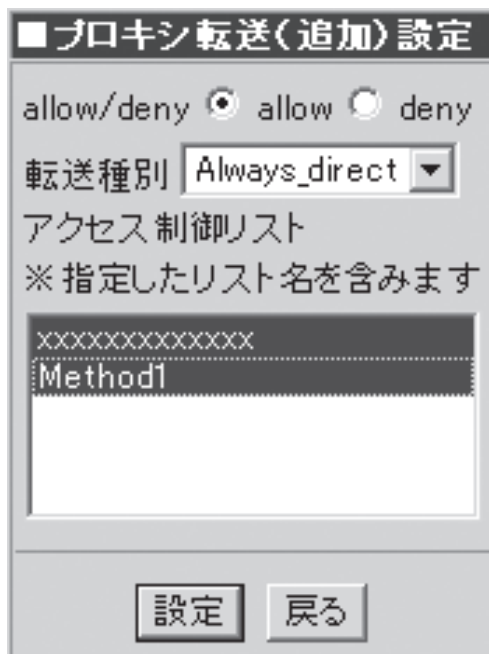 ■プロキシ転送(追加)設定
allow/deny allow deny
転送種別 Always_direct
アクセス制御リスト
※指定したリスト名を含みます
xxxxxxxxxxxxx
Method1
設定 戻る